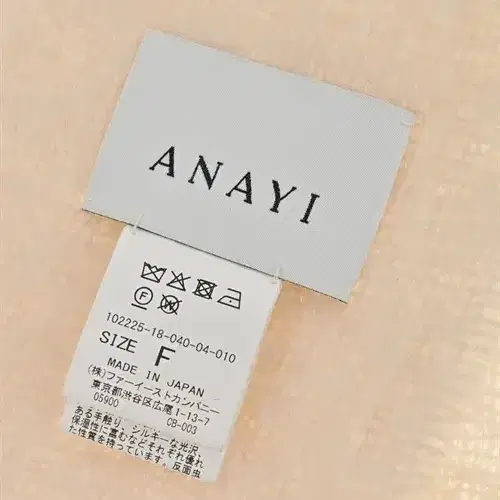 ANAYI
F
W
102225-18-040-04-010
SIZE F
MADE IN JAPAN
(株)ファーイーストカンパニー
東京都渋谷区広尾1-13-7
05900 CB-003
ある手触り、シルキーな光沢、
保温性に富むなどそれぞれ優れ
た性質を持っています。反面虫